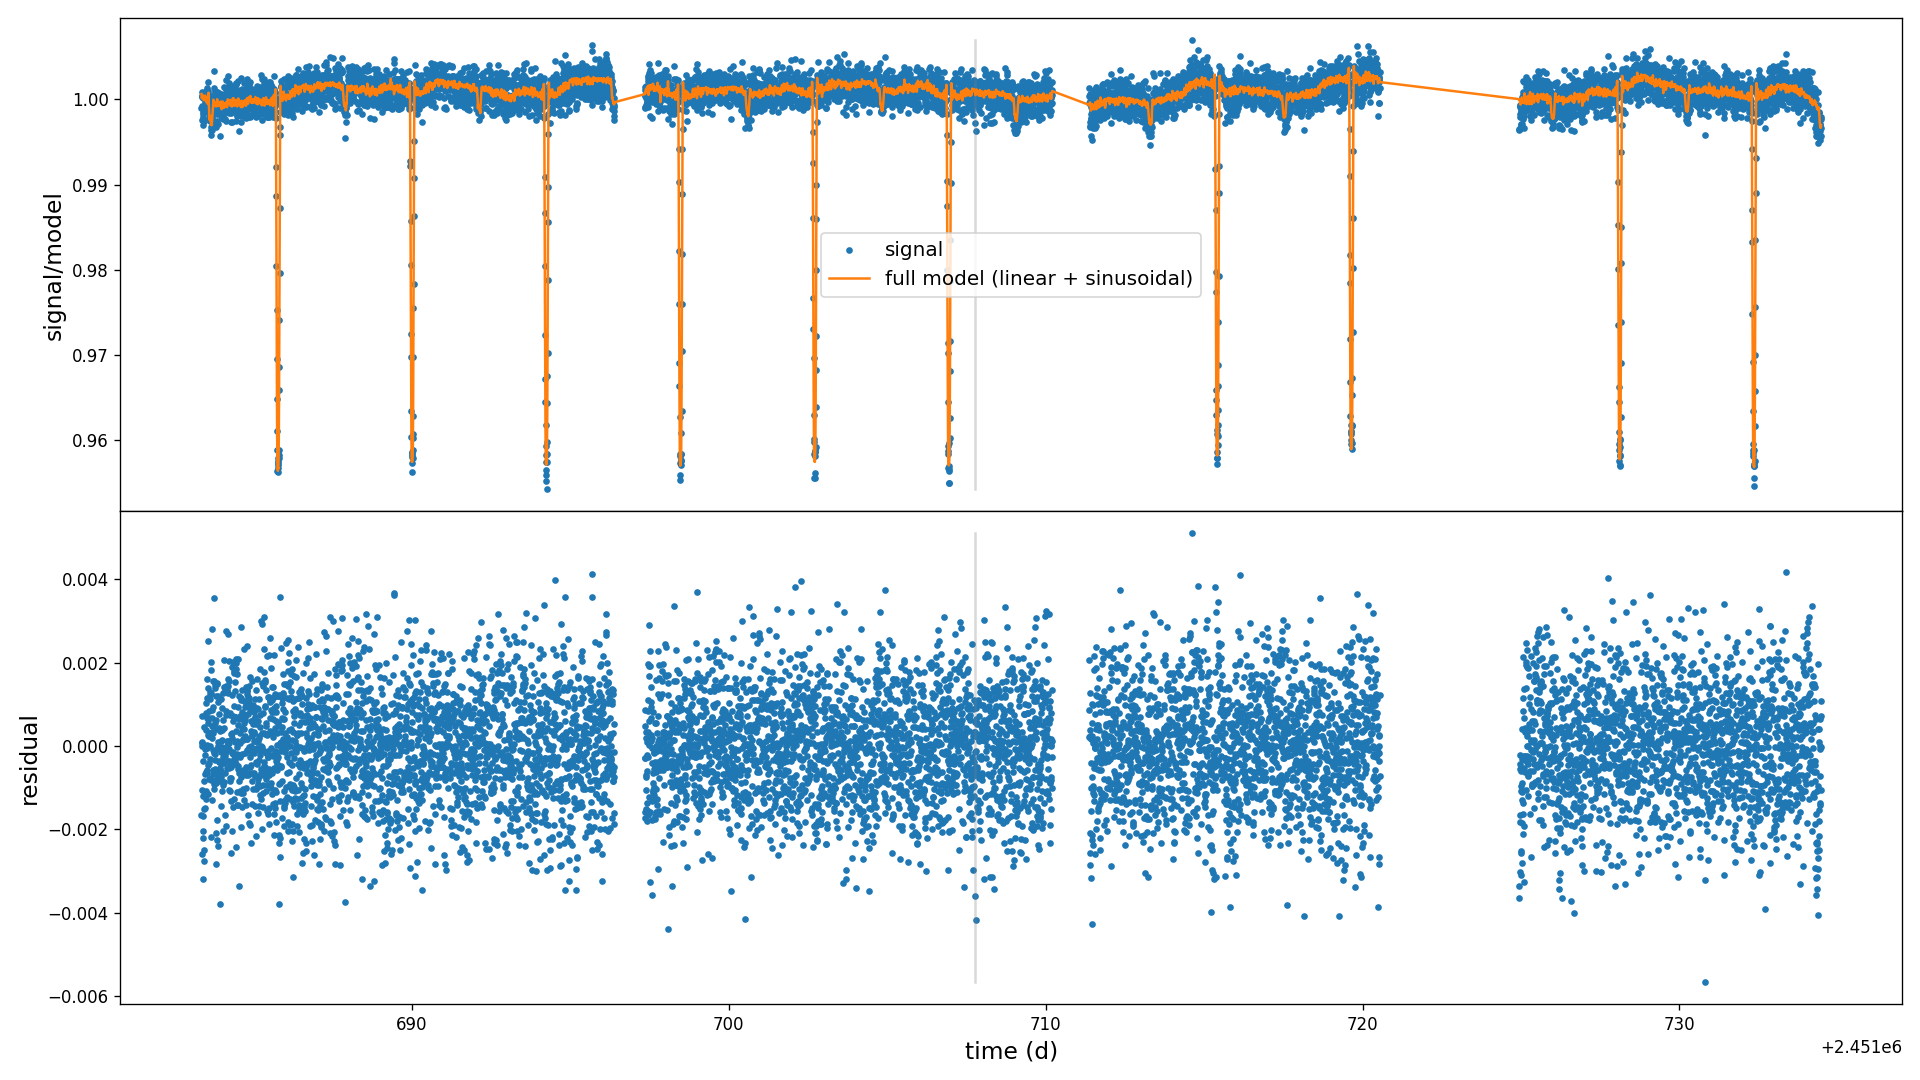 signal/model
1.00
0.99
0.98
0.97
0.96
signal
full model (linear + sinusoidal)
residual
0.004
0.002
0.000
−0.002
−0.004
−0.006
690
700
710
720
730
time (d)
+2.451e6